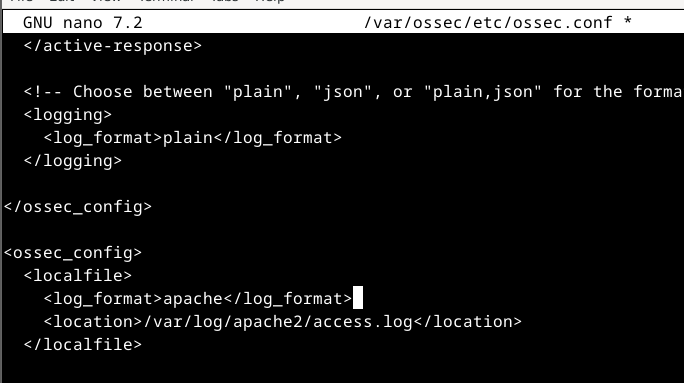 GNU nano 7.2 /var/ossec/etc/ossec.conf *
</active-response>
<!-- Choose between "plain", "json", or "plain,json" for the forma
<logging>
<log_format>plain</log_format>
</logging>
</ossec_config>
<ossec_config>
<localfile>
<log_format>apache</log_format>
<location>/var/log/apache2/access.log</location>
</localfile>